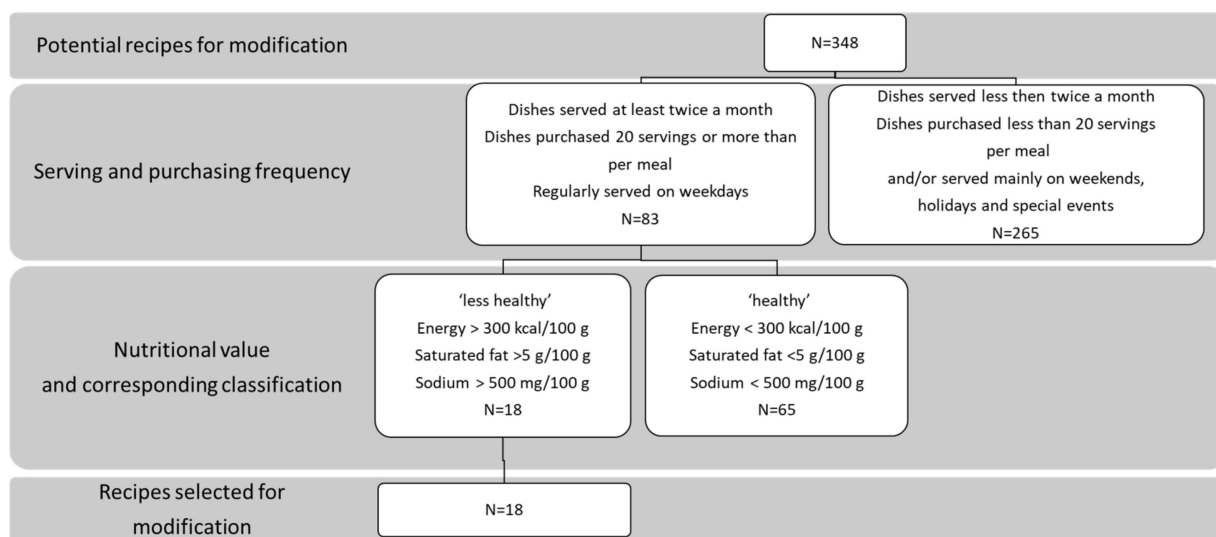 Potential recipes for modification
N=348
Serving and purchasing frequency
Dishes served at least twice a month
Dishes purchased 20 servings or more than
per meal
Regularly served on weekdays
N=83
Dishes served less then twice a month
Dishes purchased less than 20 servings
per meal
and/or served mainly on weekends,
holidays and special events
N=265
Nutritional value
and corresponding classification
‘less healthy’
Energy > 300 kcal/100 g
Saturated fat >5 g/100 g
Sodium > 500 mg/100 g
N=18
‘healthy’
Energy < 300 kcal/100 g
Saturated fat <5 g/100 g
Sodium < 500 mg/100 g
N=65
Recipes selected for
modification
N=18